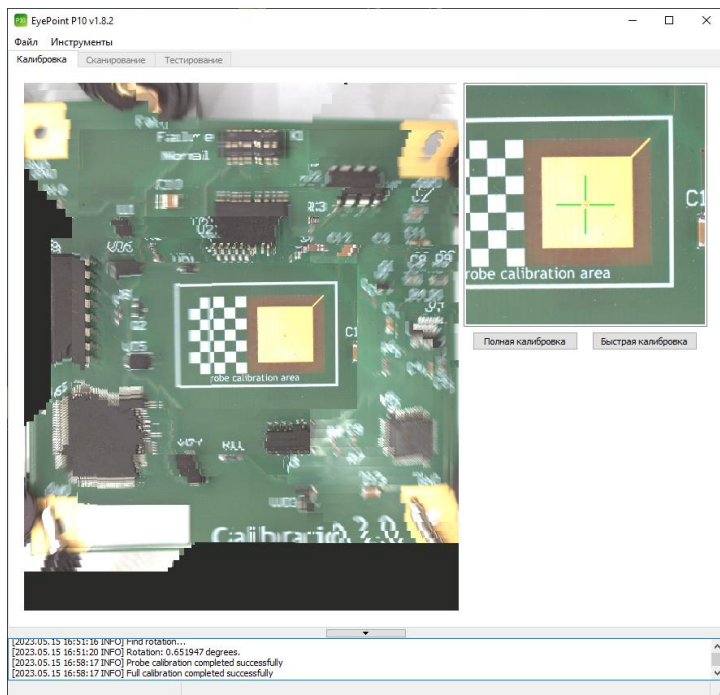 EyePoint P10 v1.8.2
Файл Инструменты
Калибровка Сканирование Тестирование
Failure
Normal
robe calibration area
C1
robe calibration area
C1
Полная калибровка Быстрая калибровка
[2023.05.15 16:51:16 INFO] Find rotation...
[2023.05.15 16:51:20 INFO] Rotation: 0.651947 degrees.
[2023.05.15 16:58:17 INFO] Probe calibration completed successfully
[2023.05.15 16:58:17 INFO] Full calibration completed successfully